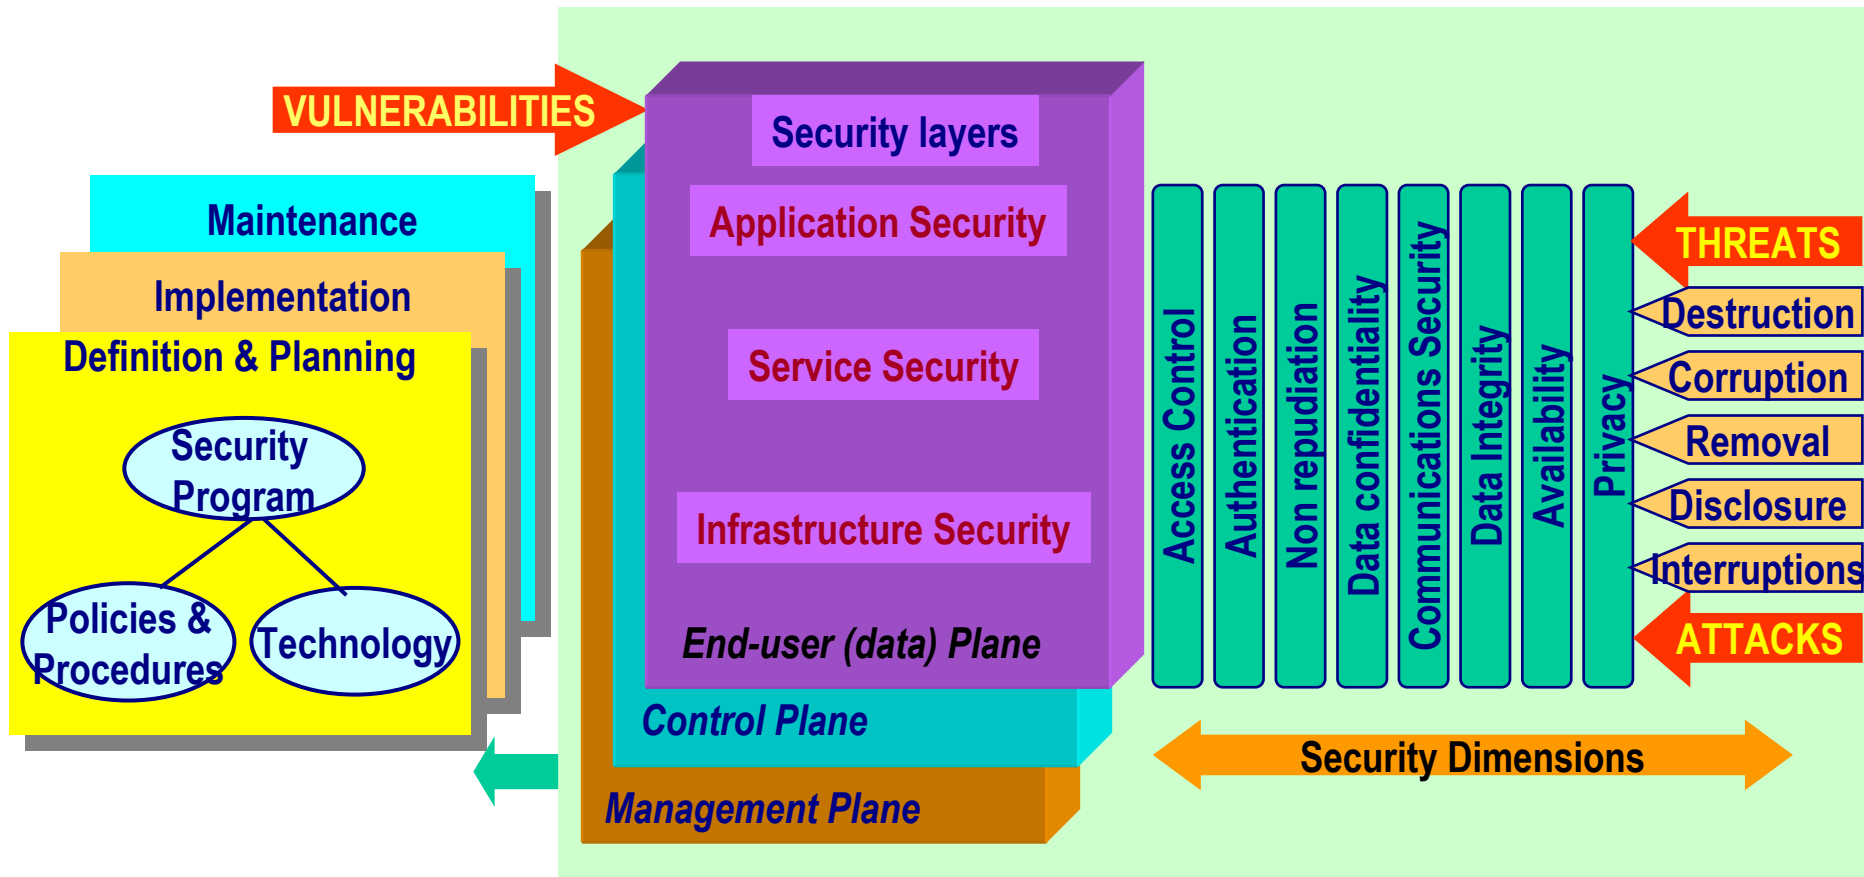 VULNERABILITIES
Maintenance
Implementation
Definition & Planning
Security
Program
Policies &
Procedures
Technology
Security layers
Application Security
Service Security
Infrastructure Security
End-user (data) Plane
Control Plane
Management Plane
Access Control
Authentication
Non repudiation
Data confidentiality
Communications Security
Data Integrity
Availability
Privacy
THREATS
Destruction
Corruption
Removal
Disclosure
Interruptions
ATTACKS
Security Dimensions